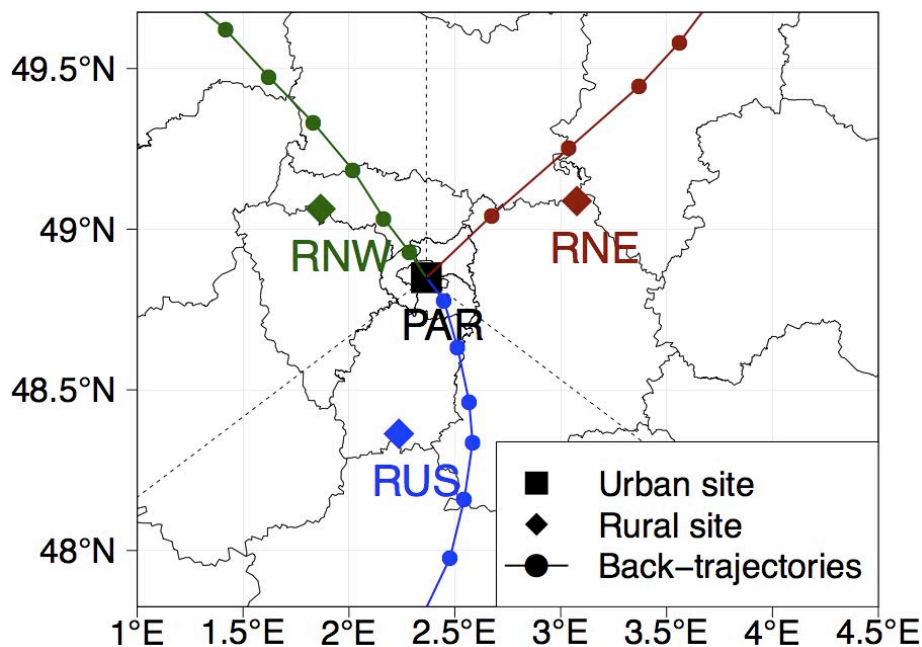 49.5°N
49°N
RNW
RNE
PAR
48.5°N
RUS
Urban site
Rural site
Back−trajectories
48°N
1°E 1.5°E 2°E 2.5°E 3°E 3.5°E 4°E 4.5°E